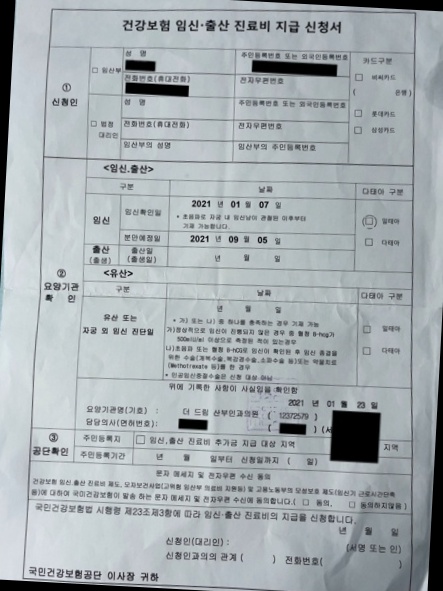 건강보험 임신·출산 진료비 지급 신청서
① 신청인
□ 임산부
성 명
주민등록번호 또는 외국인등록번호
카드구분
전화번호(휴대전화)
전자우편번호
□ 비씨카드
( 은행)
□ 롯데카드
□ 삼성카드
□ 법정대리인
성 명
주민등록번호 또는 외국인등록번호
전화번호(휴대전화)
전자우편번호
임산부의 성명
임산부의 주민등록번호
② 요양기관 확 인
<임신.출산>
구분
날짜
다태아 구분
임신
임신확인일
2021 년 01 월 07 일
* 초음파로 자궁 내 임신낭이 관찰된 이후부터
기재 가능합니다.
분만예정일
2021 년 09 월 05 일
□ 일태아
□ 다태아
출산
(출생)
출산일
(출생일)
년 월 일
<유산>
구분
날짜
다태아 구분
유산 또는
자궁 외 임신 진단일
년 월 일
* 가) 또는 나) 중 하나를 충족하는 경우 기재 가능
가)정상적으로 임신이 진행되지 않은 경우 중 혈청 B-hcg가
500mIU/ml 이상으로 측정된 적이 있는경우
나)초음파 또는 혈청 B-hCG로 임신이 확인된 후 임신 종결을
위한 수술(개복수술,복강경수술,소파수술 등)또는 약물치료
(Methotrexate 등)를 한 경우
* 인공임신중절수술은 신청 대상 아님
□ 일태아
□ 다태아
위에 기록한 사항이 사실임을 확인함
2021 년 01 월 23 일
요양기관명(기호) : 더 드림 산부인과의원 ( 12372579 )
담당의사(면허번호) :
③ 공단확인
주민등록지
□ 임신,출산 진료비 추가금 지급 대상 지역
지역
주민등록기간
년 월 일부터 신청일까지 ( 일)
문자 메세지 및 전자우편 수신 동의
건강보험 임신,출산 진료비 지원 제도, 모자보건사업(고위험 임산부 의료비 지원등) 및 고용노동부의 모성보호 제도(임신기 근로시간단축
등)에 대하여 국민건강보험이 발송 하는 문자 메세지 및 전자우편 수신에 동의합니다. ( □ 동의, □ 동의하지않음 )
국민건강보험법 시행령 제23조제3항에 따라 임신·출산 진료비의 지급을 신청합니다.
년 월 일
신청인(대리인) : (서명 또는 인)
신청인과의의 관계 ( ) 전화번호( )
국민건강보험공단 이사장 귀하